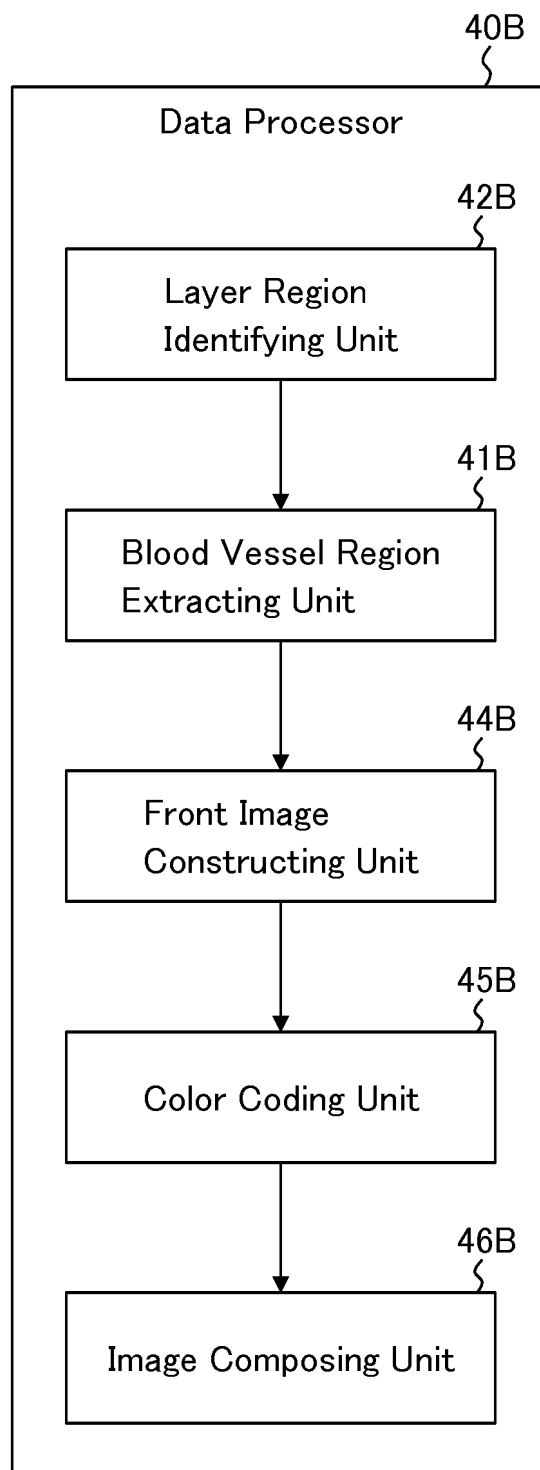 40B
Data Processor
42B
Layer Region
Identifying Unit
41B
Blood Vessel Region
Extracting Unit
44B
Front Image
Constructing Unit
45B
Color Coding Unit
46B
Image Composing Unit